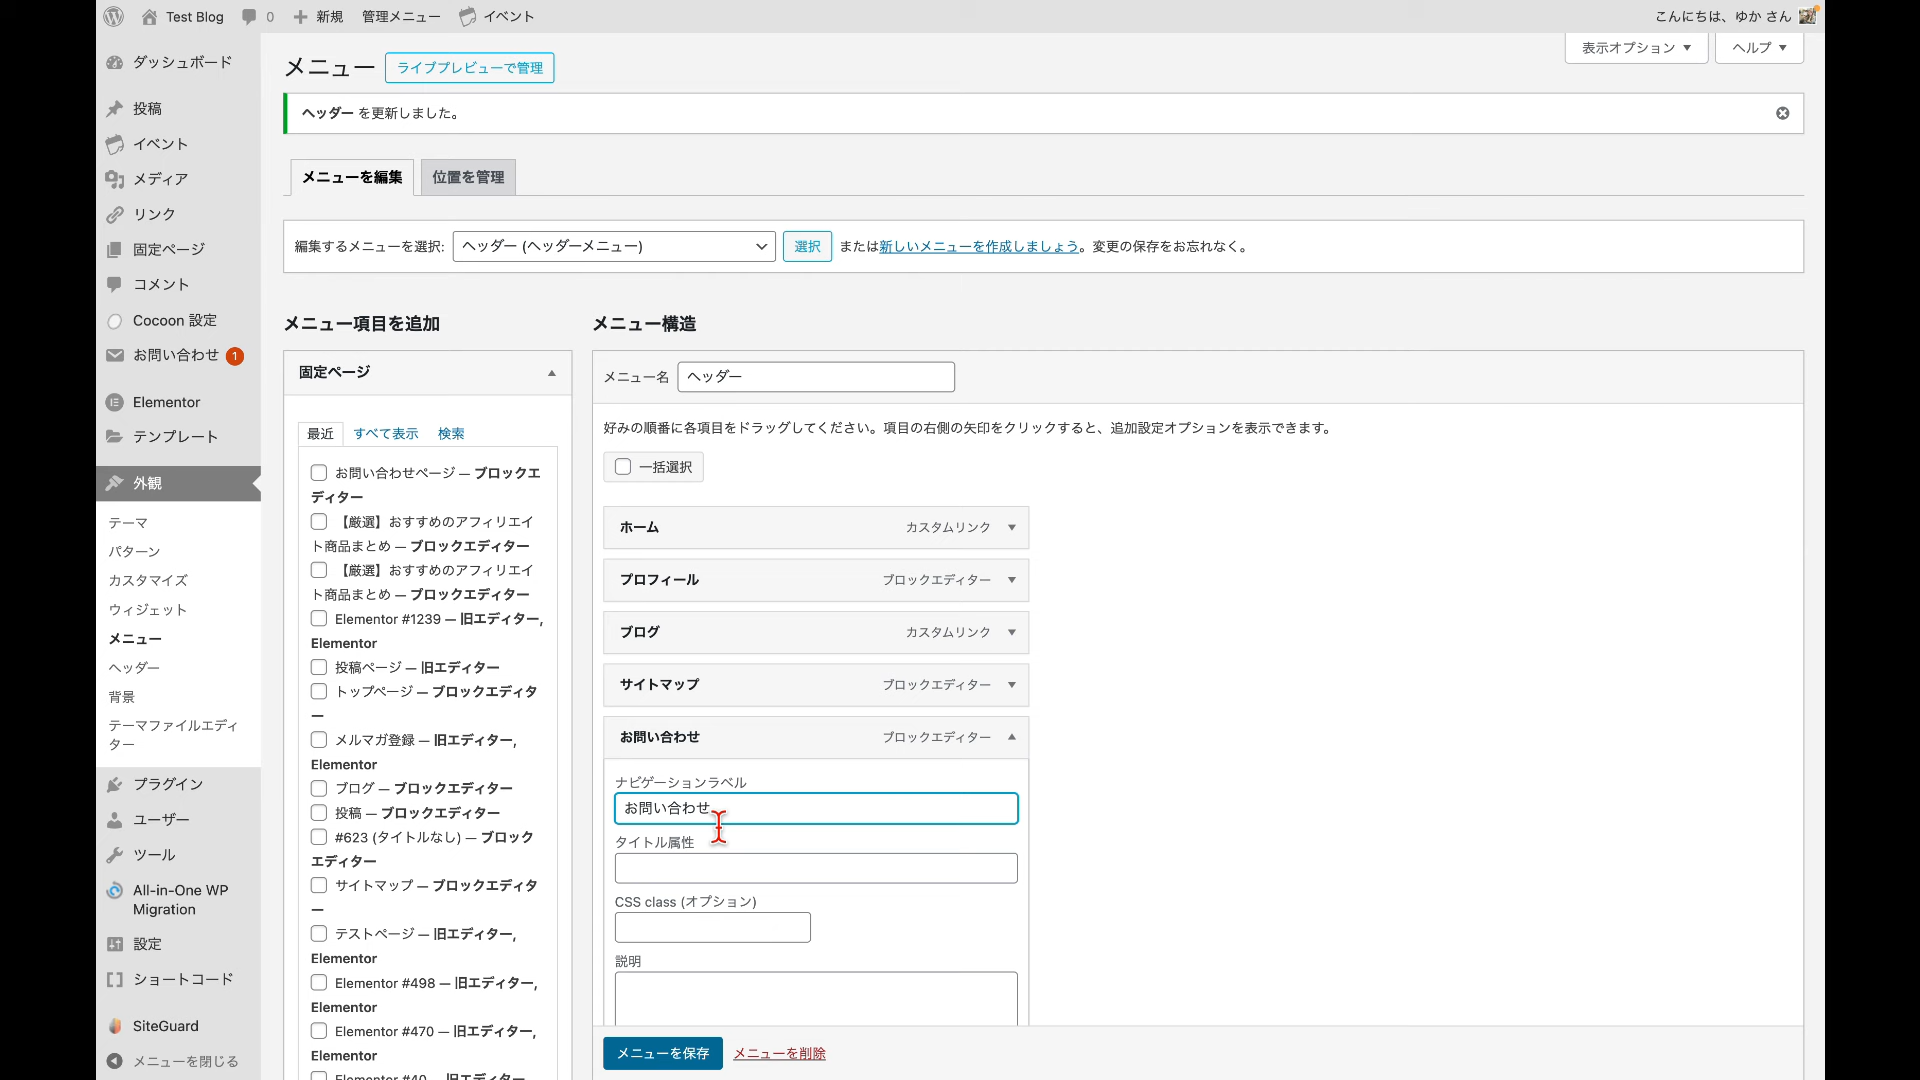 Test Blog 0 新規 管理メニュー イベント
こんにちは、ゆか さん
ダッシュボード
投稿
イベント
メディア
リンク
固定ページ
コメント
Cocoon 設定
お問い合わせ 1
Elementor
テンプレート
外観
テーマ
パターン
カスタマイズ
ウィジェット
メニュー
ヘッダー
背景
テーマファイルエディ
ター
プラグイン
ユーザー
ツール
All-in-One WP
Migration
設定
ショートコード
SiteGuard
メニューを閉じる
表示オプション ▼ ヘルプ ▼
メニュー ライブプレビューで管理
ヘッダー を更新しました。
メニューを編集 位置を管理
編集するメニューを選択: ヘッダー (ヘッダーメニュー) 選択 または新しいメニューを作成しましょう。変更の保存をお忘れなく。
メニュー項目を追加
固定ページ
最近 すべて表示 検索
お問い合わせページ — ブロックエ
ディター
【厳選】おすすめのアフィリエイ
ト商品まとめ — ブロックエディター
【厳選】おすすめのアフィリエイ
ト商品まとめ — ブロックエディター
Elementor #1239 — 旧エディター,
Elementor
投稿ページ — 旧エディター
トップページ — ブロックエディタ
ー
メルマガ登録 — 旧エディター,
Elementor
ブログ — ブロックエディター
投稿 — ブロックエディター
#623 (タイトルなし) — ブロック
エディター
サイトマップ — ブロックエディタ
ー
テストページ — 旧エディター,
Elementor
Elementor #498 — 旧エディター,
Elementor
Elementor #470 — 旧エディター,
Elementor
メニュー構造
メニュー名 ヘッダー
好みの順番に各項目をドラッグしてください。項目の右側の矢印をクリックすると、追加設定オプションを表示できます。
一括選択
ホーム カスタムリンク ▼
プロフィール ブロックエディター ▼
ブログ カスタムリンク ▼
サイトマップ ブロックエディター ▼
お問い合わせ ブロックエディター ▲
ナビゲーションラベル
お問い合わせ
タイトル属性
CSS class (オプション)
説明
メニューを保存 メニューを削除